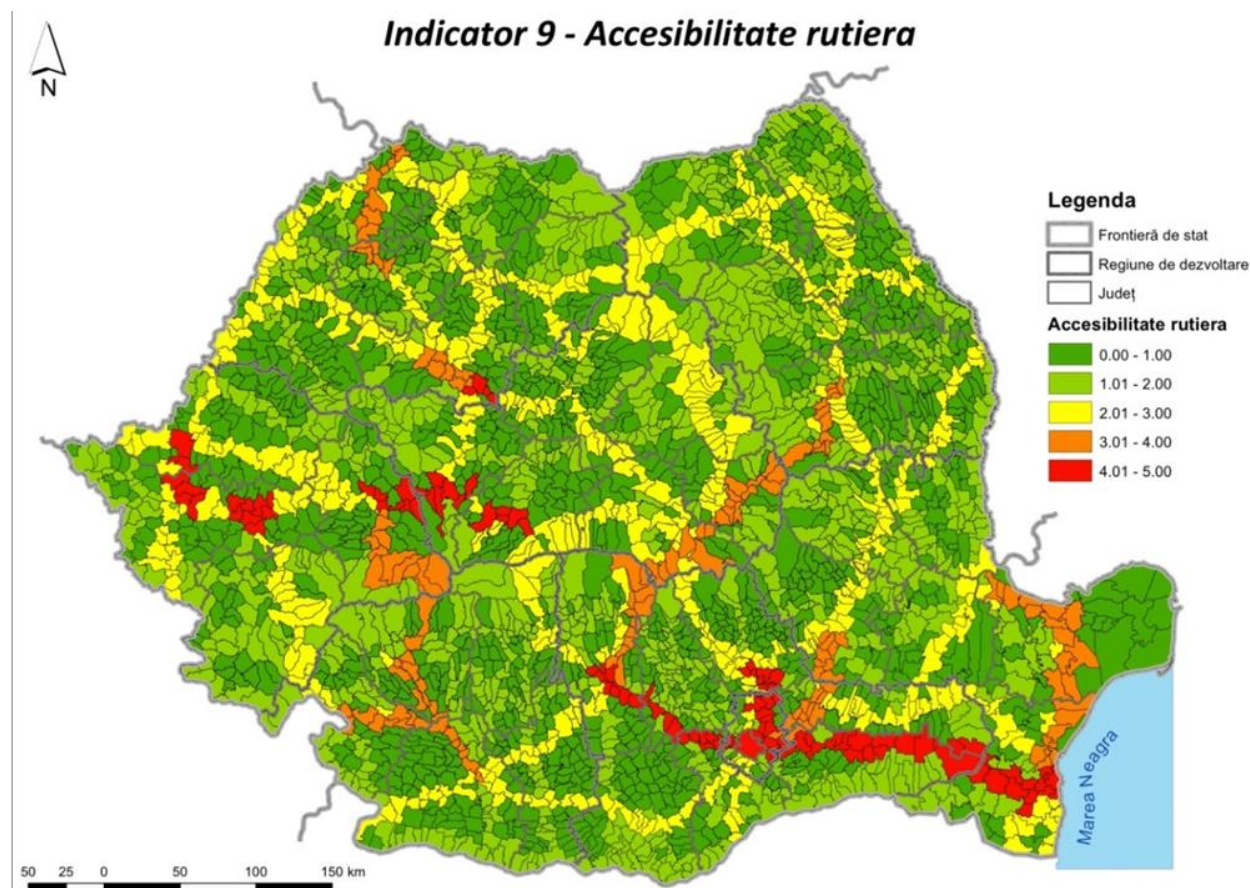 Indicator 9 - Accesibilitate rutiera
N
Legenda
Frontieră de stat
Regiune de dezvoltare
Județ
Accesibilitate rutiera
0.00 - 1.00
1.01 - 2.00
2.01 - 3.00
3.01 - 4.00
4.01 - 5.00
Marea Neagra
50 25 0 50 100 150 km